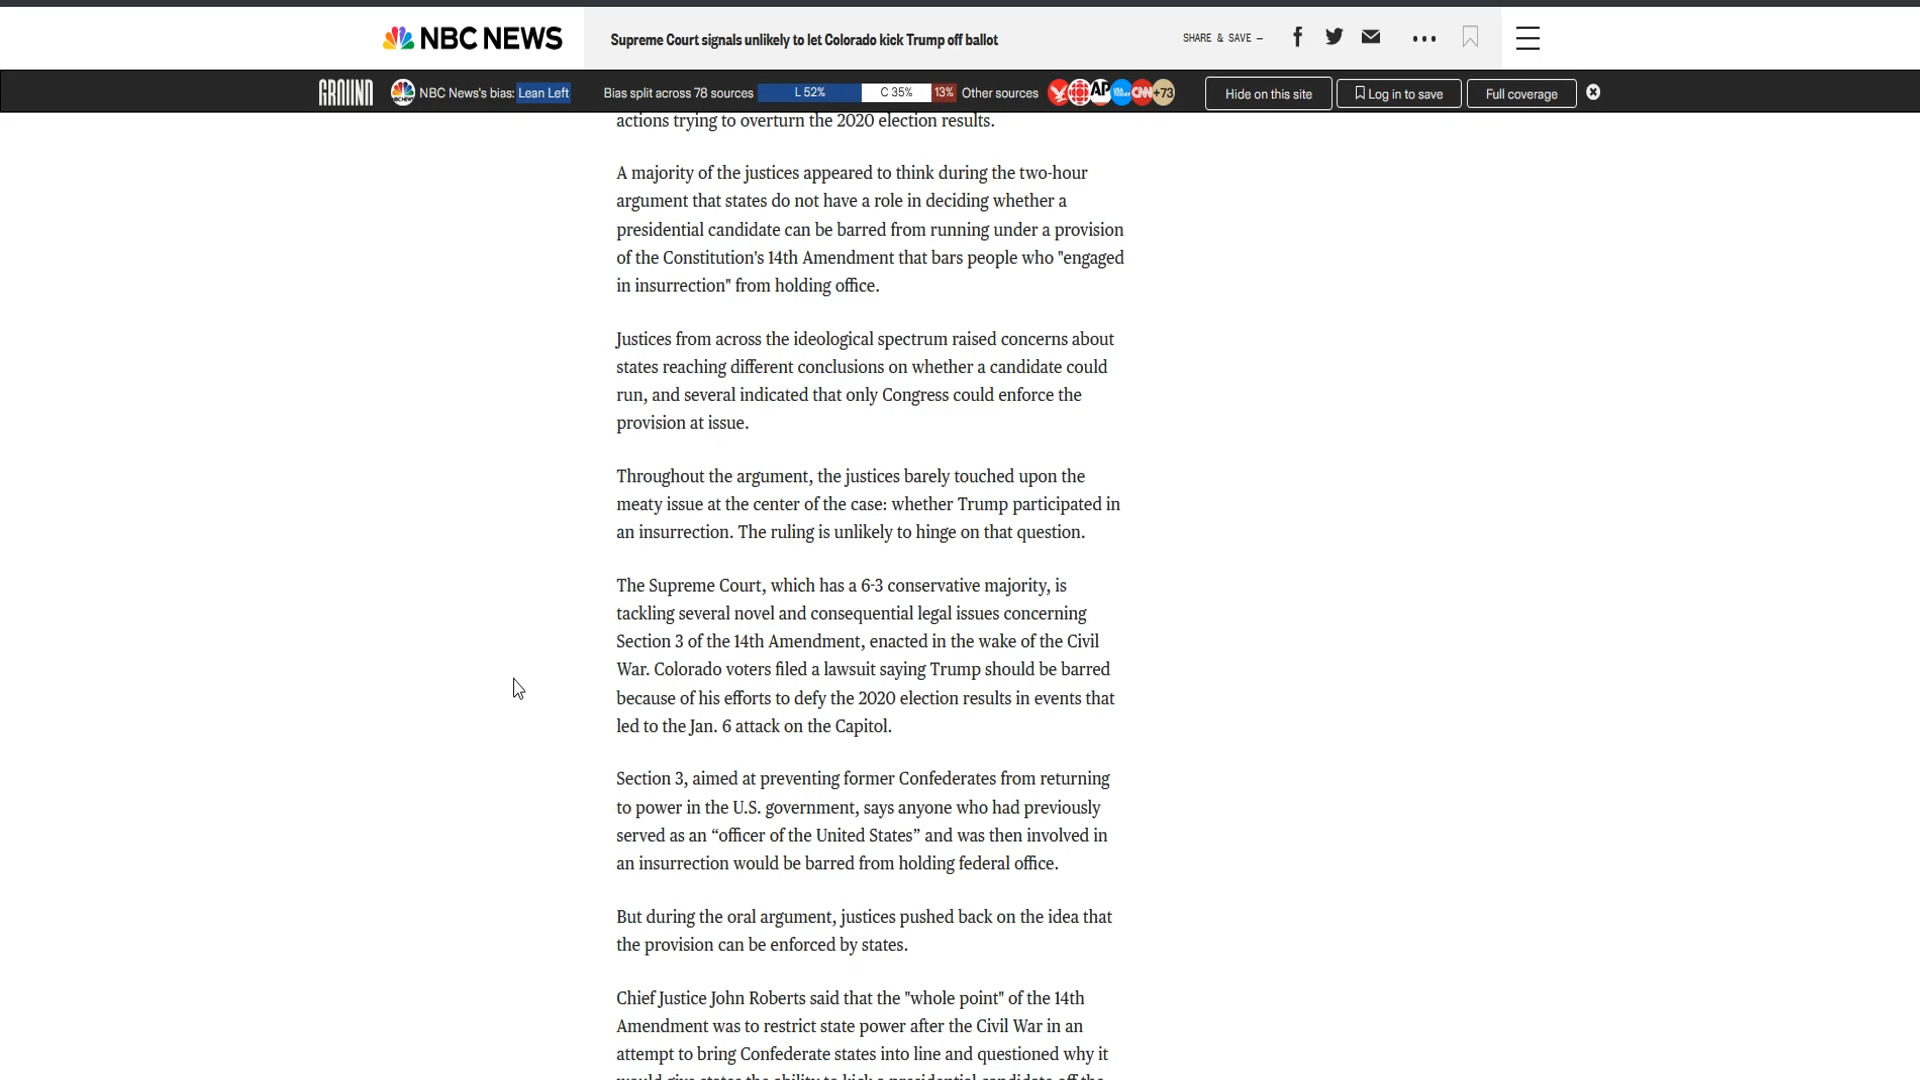 NBC NEWS
Supreme Court signals unlikely to let Colorado kick Trump off ballot
SHARE & SAVE —
GROUND
NBC News's bias: Lean Left
Bias split across 78 sources
L 52%
C 35%
13%
Other sources
AP
CNN
+73
Hide on this site
Log in to save
Full coverage
actions trying to overturn the 2020 election results.
A majority of the justices appeared to think during the two-hour
argument that states do not have a role in deciding whether a
presidential candidate can be barred from running under a provision
of the Constitution's 14th Amendment that bars people who "engaged
in insurrection" from holding office.
Justices from across the ideological spectrum raised concerns about
states reaching different conclusions on whether a candidate could
run, and several indicated that only Congress could enforce the
provision at issue.
Throughout the argument, the justices barely touched upon the
meaty issue at the center of the case: whether Trump participated in
an insurrection. The ruling is unlikely to hinge on that question.
The Supreme Court, which has a 6-3 conservative majority, is
tackling several novel and consequential legal issues concerning
Section 3 of the 14th Amendment, enacted in the wake of the Civil
War. Colorado voters filed a lawsuit saying Trump should be barred
because of his efforts to defy the 2020 election results in events that
led to the Jan. 6 attack on the Capitol.
Section 3, aimed at preventing former Confederates from returning
to power in the U.S. government, says anyone who had previously
served as an “officer of the United States” and was then involved in
an insurrection would be barred from holding federal office.
But during the oral argument, justices pushed back on the idea that
the provision can be enforced by states.
Chief Justice John Roberts said that the "whole point" of the 14th
Amendment was to restrict state power after the Civil War in an
attempt to bring Confederate states into line and questioned why it
would give states the ability to kick a presidential candidate off the